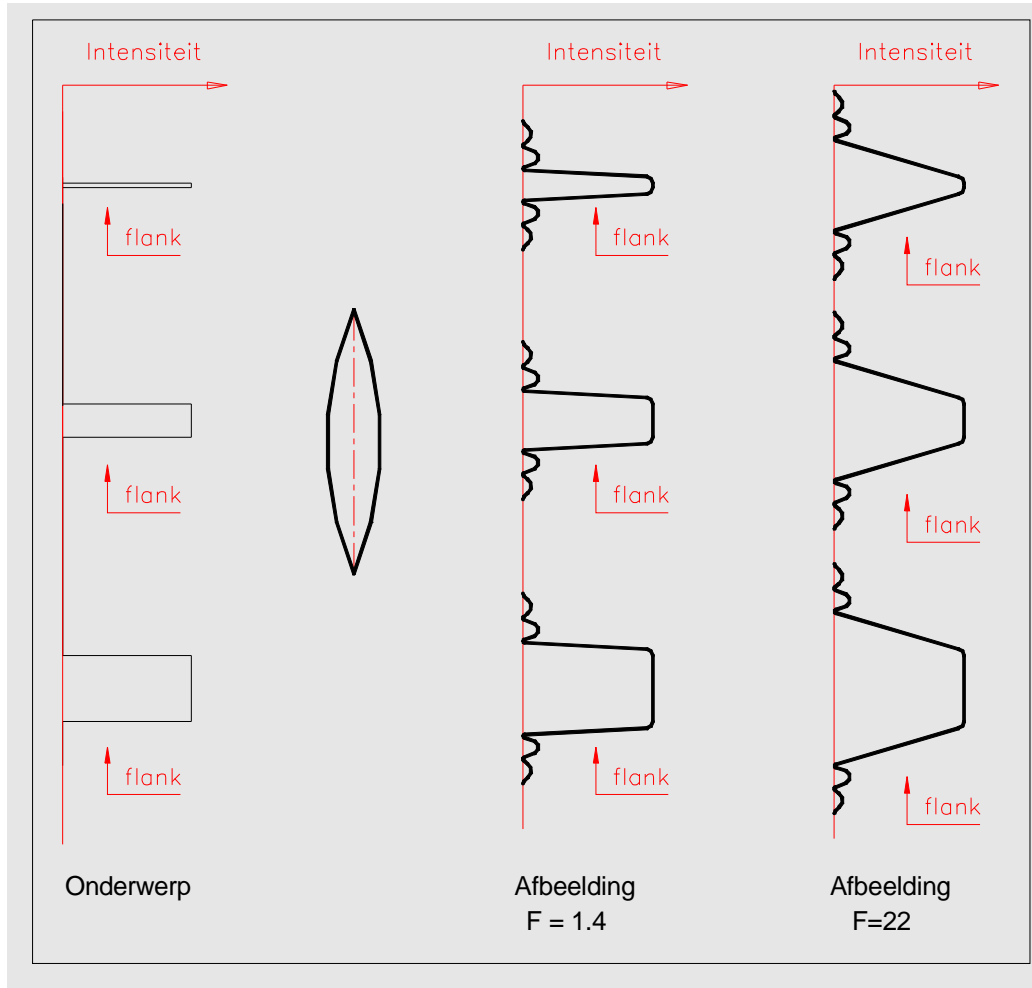 Intensiteit
Intensiteit
Intensiteit
flank
flank
flank
flank
flank
flank
flank
flank
flank
Onderwerp
Afbeelding
F = 1.4
Afbeelding
F=22